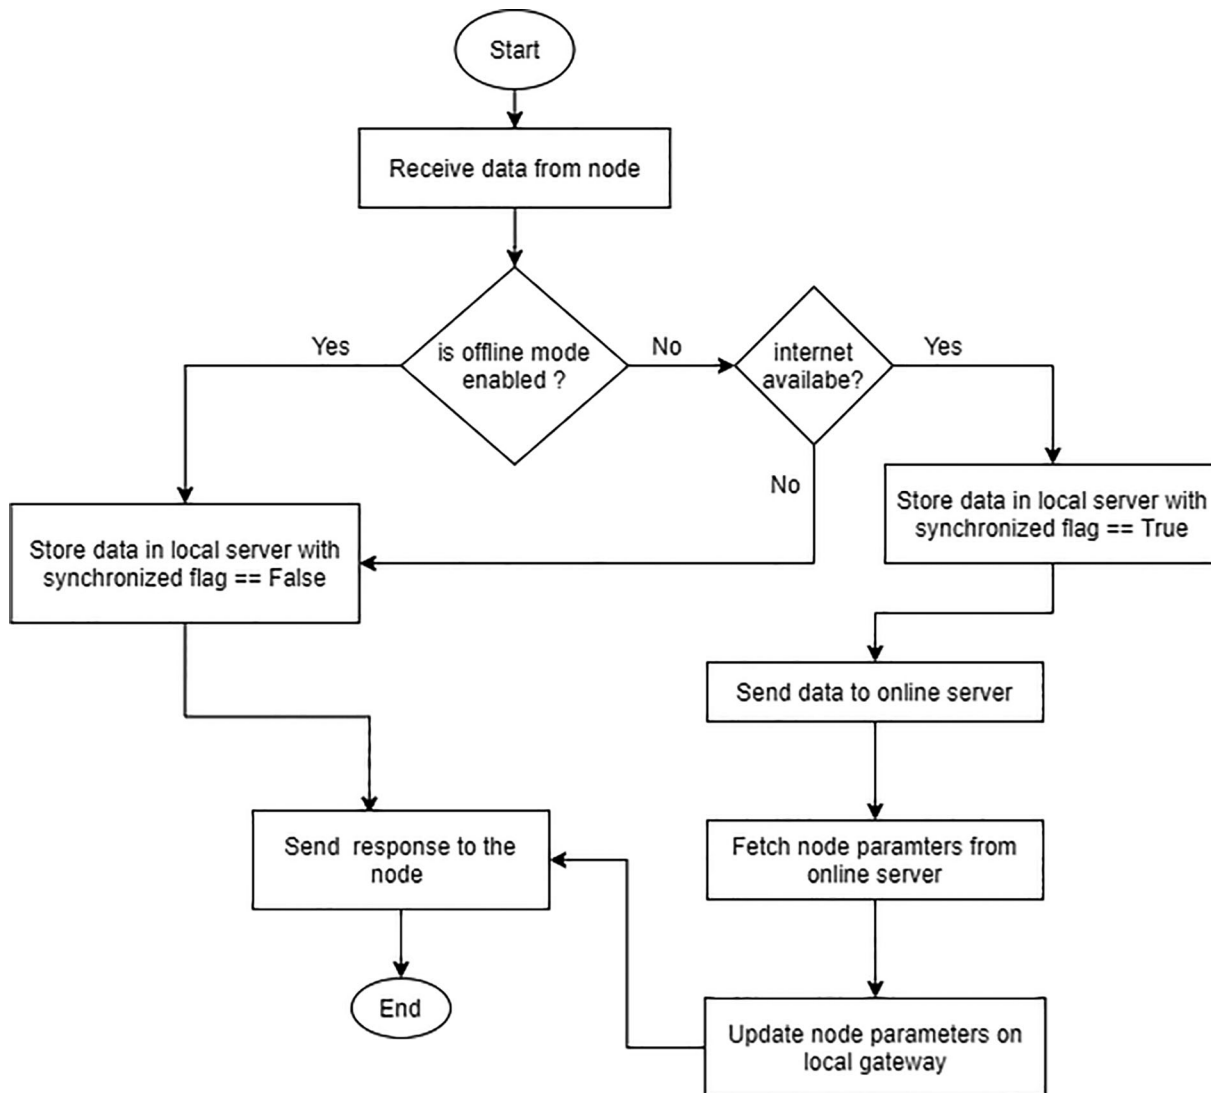 Start
Receive data from node
is offline mode
enabled ?
Yes
No
internet
availabe?
Yes
No
Store data in local server with
synchronized flag == True
Store data in local server with
synchronized flag == False
Send data to online server
Fetch node paramters from
online server
Send  response to the
node
Update node parameters on
local gateway
End